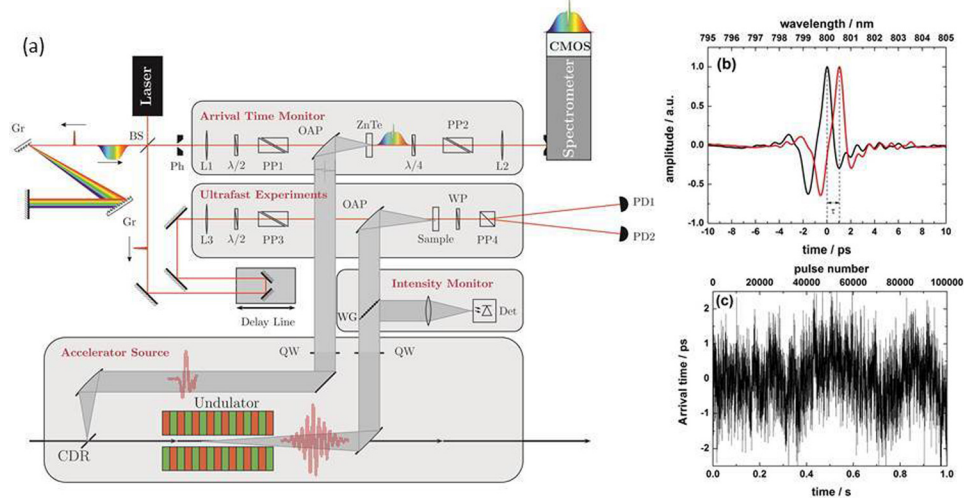 (a)
Laser
CMOS
Spectrometer
Gr
BS
Ph
Arrival Time Monitor
OAP
ZnTe
PP2
L1
λ/2
PP1
λ/4
L2
Gr
Ultrafast Experiments
OAP
WP
PD1
L3
λ/2
PP3
Sample
PP4
PD2
Delay Line
Intensity Monitor
WG
Det
Accelerator Source
QW
QW
Undulator
CDR
wavelength / nm
795 796 797 798 799 800 801 802 803 804 805
(b)
amplitude / a.u.
1.0
0.5
0.0
-0.5
-1.0
τ
-10 -8 -6 -4 -2 0 2 4 6 8 10
time / ps
pulse number
0 20000 40000 60000 80000 100000
(c)
Arrival time / ps
2
1
0
-1
-2
0.0 0.2 0.4 0.6 0.8 1.0
time / s